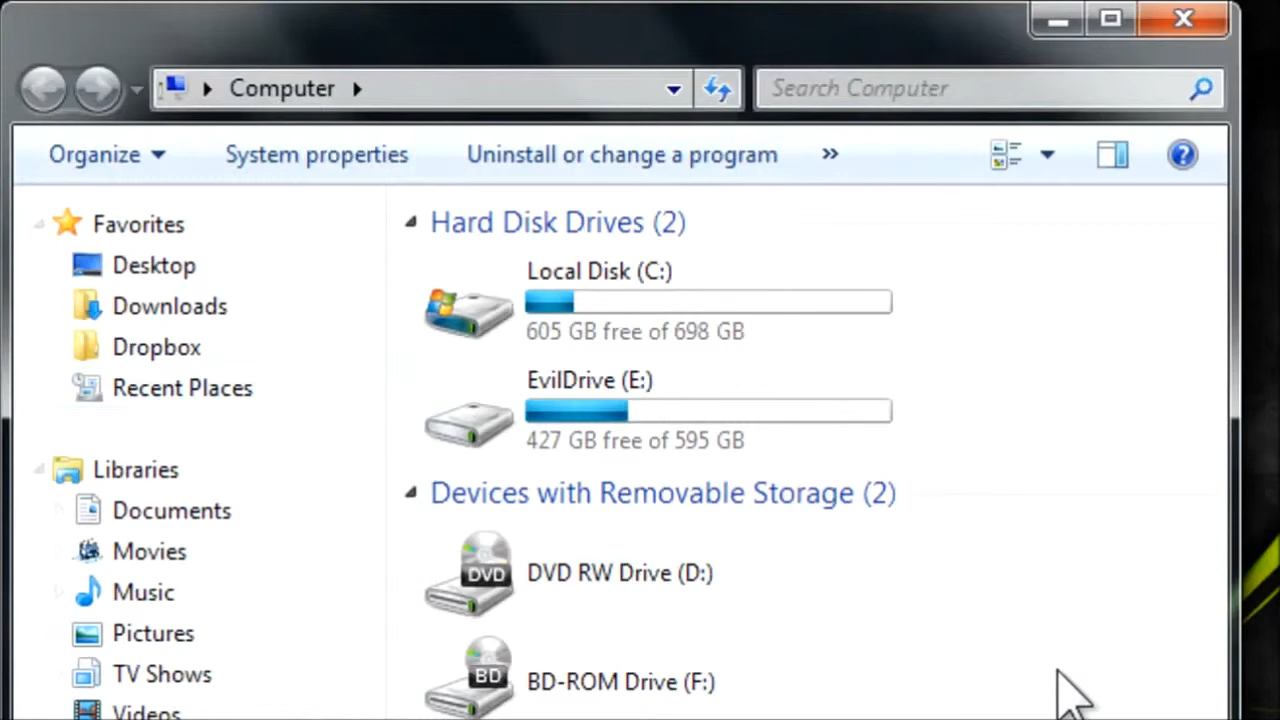 Computer
Search Computer
Organize
System properties
Uninstall or change a program
»
Favorites
Desktop
Downloads
Dropbox
Recent Places
Libraries
Documents
Movies
Music
Pictures
TV Shows
Videos
Hard Disk Drives (2)
Local Disk (C:)
605 GB free of 698 GB
EvilDrive (E:)
427 GB free of 595 GB
Devices with Removable Storage (2)
DVD
DVD RW Drive (D:)
BD
BD-ROM Drive (F:)